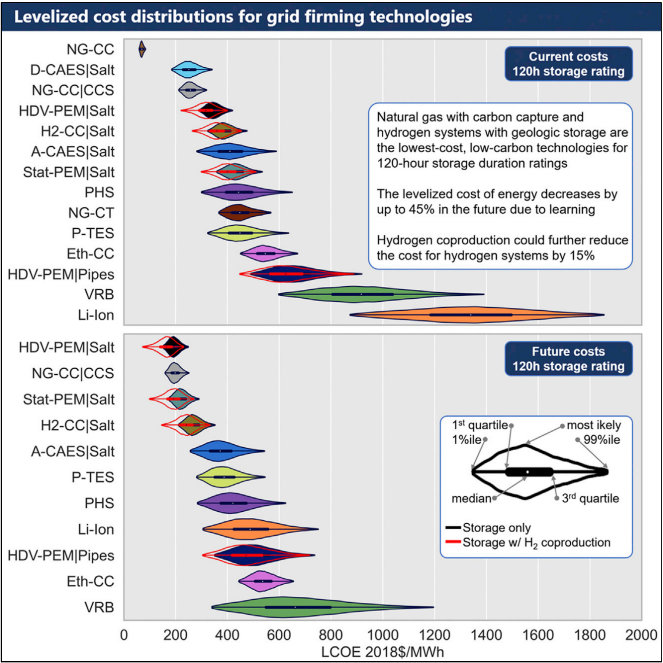 Levelized cost distributions for grid firming technologies
NG-CC
D-CAES|Salt
NG-CC|CCS
HDV-PEM|Salt
H2-CC|Salt
A-CAES|Salt
Stat-PEM|Salt
PHS
NG-CT
P-TES
Eth-CC
HDV-PEM|Pipes
VRB
Li-Ion
Current costs
120h storage rating
Natural gas with carbon capture and
hydrogen systems with geologic storage are
the lowest-cost, low-carbon technologies for
120-hour storage duration ratings
The levelized cost of energy decreases by
up to 45% in the future due to learning
Hydrogen coproduction could further reduce
the cost for hydrogen systems by 15%
HDV-PEM|Salt
NG-CC|CCS
Stat-PEM|Salt
H2-CC|Salt
A-CAES|Salt
P-TES
PHS
Li-Ion
HDV-PEM|Pipes
Eth-CC
VRB
Future costs
120h storage rating
1st quartile
most ikely
1%ile
99%ile
median
3rd quartile
Storage only
Storage w/ H2 coproduction
0 200 400 600 800 1000 1200 1400 1600 1800 2000
LCOE 2018$/MWh